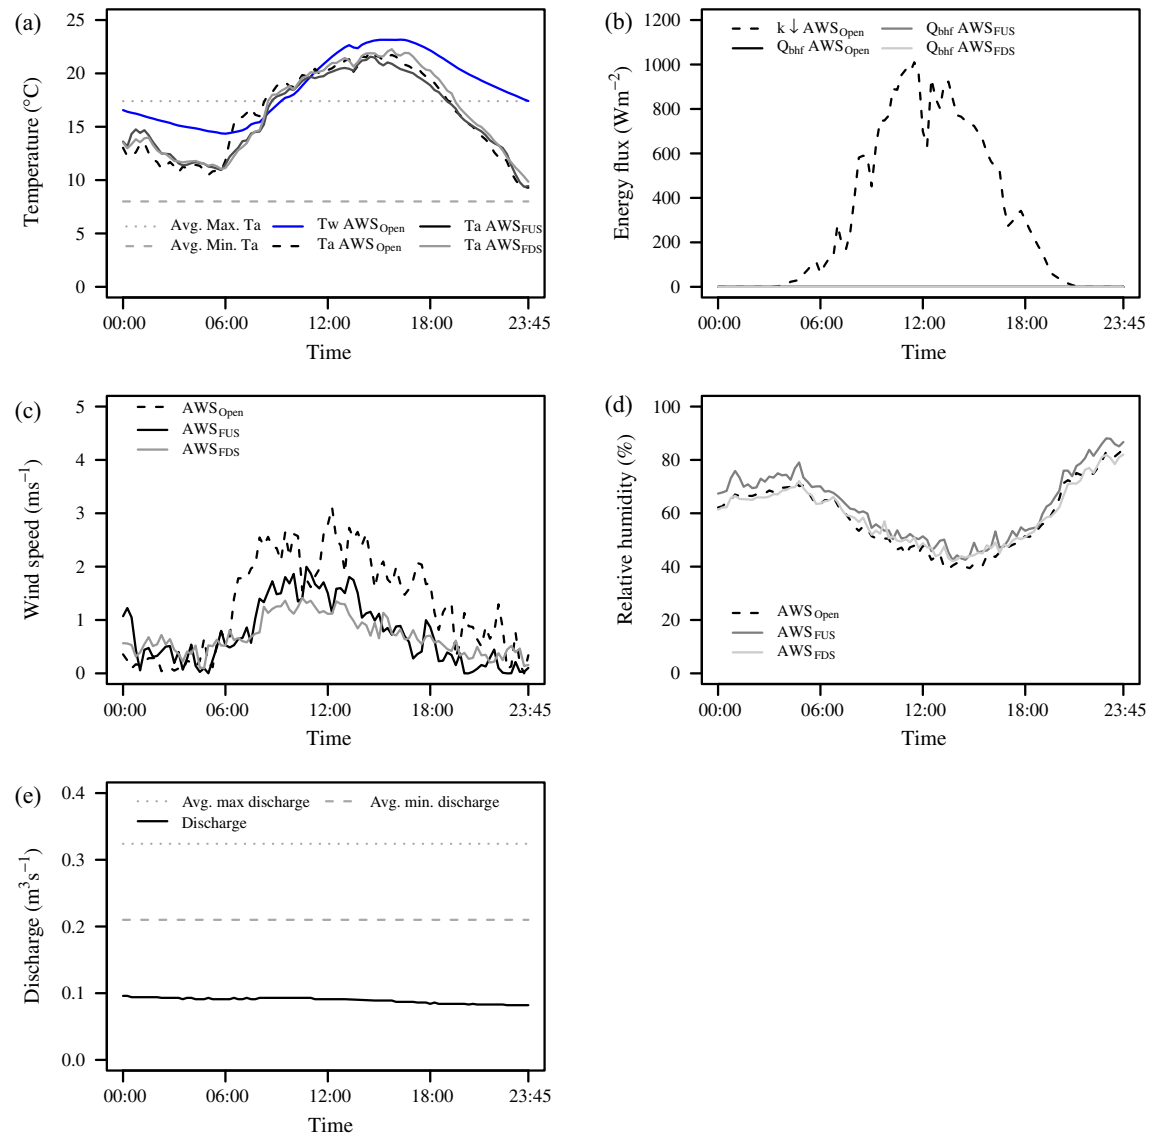 (a)
Temperature (°C)
25
20
15
10
5
0
Avg. Max. Ta
Tw AWSOpen
Ta AWSFUS
Avg. Min. Ta
Ta AWSOpen
Ta AWSFDS
00:00 06:00 12:00 18:00 23:45
Time
(b)
Energy flux (Wm−2)
1200
1000
800
600
400
200
0
k ↓ AWSOpen
Qbhf AWSFUS
Qbhf AWSOpen
Qbhf AWSFDS
00:00 06:00 12:00 18:00 23:45
Time
(c)
Wind speed (ms−1)
5
4
3
2
1
0
AWSOpen
AWSFUS
AWSFDS
00:00 06:00 12:00 18:00 23:45
Time
(d)
Relative humidity (%)
100
80
60
40
20
0
AWSOpen
AWSFUS
AWSFDS
00:00 06:00 12:00 18:00 23:45
Time
(e)
Discharge (m3s−1)
0.4
0.3
0.2
0.1
0.0
Avg. max discharge
Avg. min. discharge
Discharge
00:00 06:00 12:00 18:00 23:45
Time